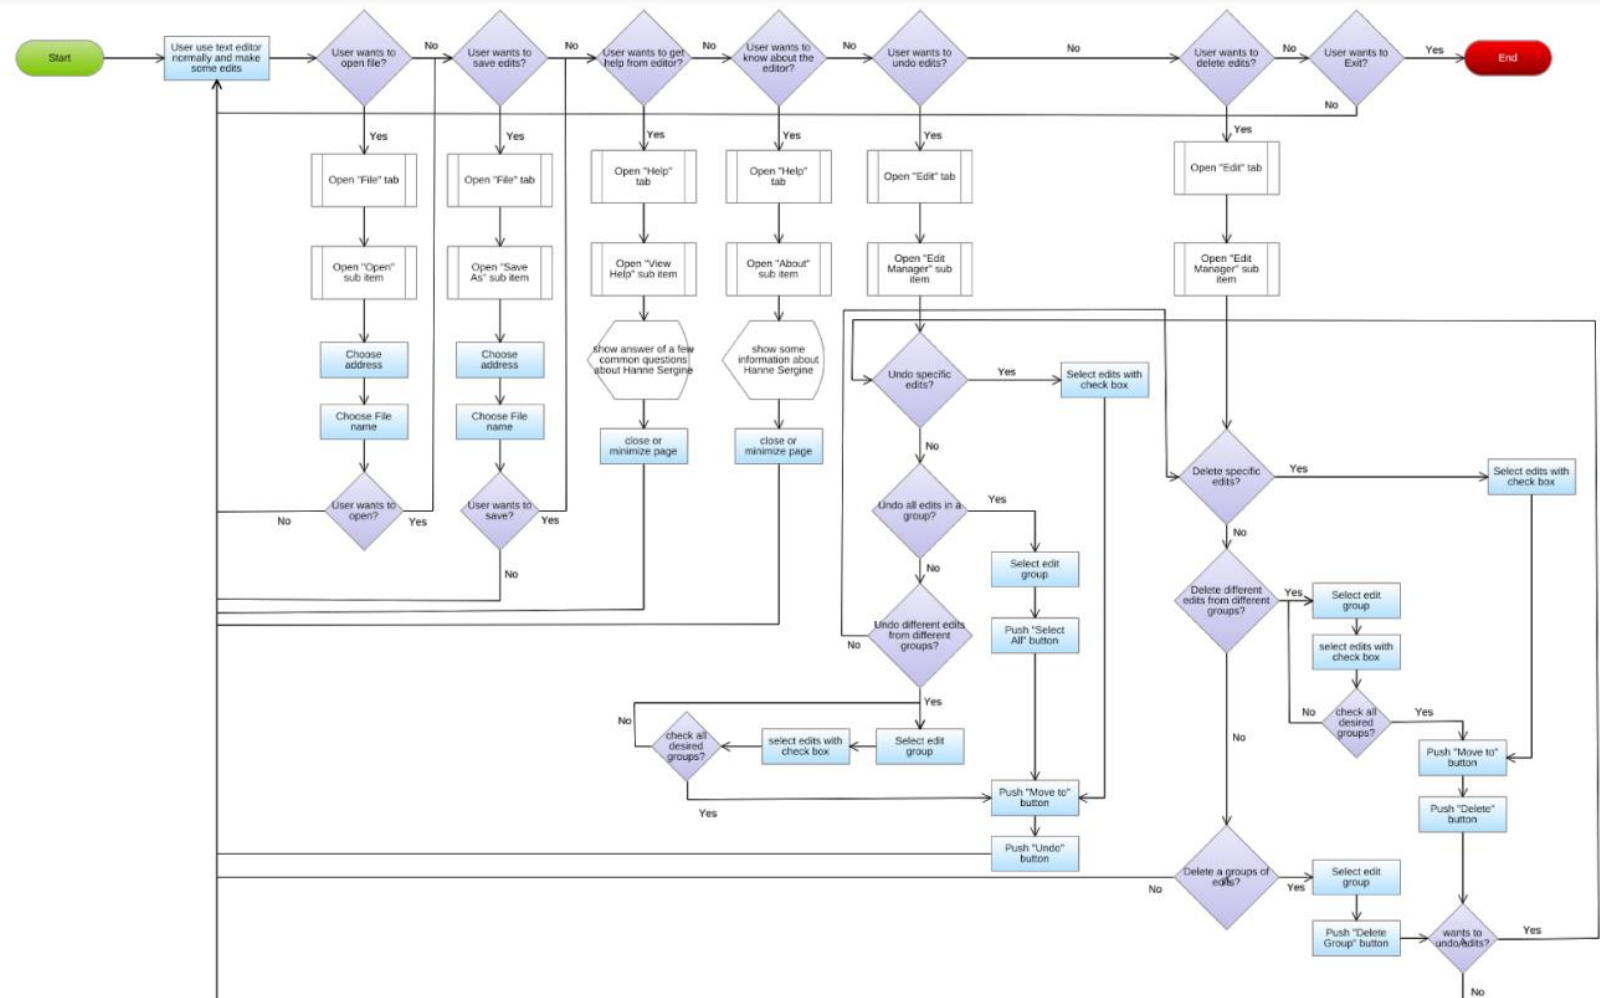 Start
User use text editor
normally and make
some edits
User wants to
open file?
No
User wants to
save edits?
No
User wants to get
help from editor?
No
User wants to
know about the
editor?
No
User wants to
undo edits?
No
User wants to
delete edits?
No
User wants to
Exit?
Yes
End
No
Yes
Yes
Yes
Yes
Yes
Yes
Open "File" tab
Open "File" tab
Open "Help"
tab
Open "Help"
tab
Open "Edit" tab
Open "Edit" tab
Open "Open"
sub item
Open "Save
As" sub item
Open "View
Help" sub item
Open "About"
sub item
Open "Edit
Manager" sub
item
Open "Edit
Manager" sub
item
Choose
address
Choose
address
show answer of a few
common questions
about Hanne Sergine
show some
information about
Hanne Sergine
Undo specific
edits?
Yes
Select edits with
check box
Choose File
name
Choose File
name
close or
minimize page
close or
minimize page
No
Delete specific
edits?
Yes
Select edits with
check box
User wants to
open?
No
Yes
User wants to
save?
Yes
No
Undo all edits in a
group?
Yes
No
Select edit
group
No
Delete different
edits from different
groups?
Yes
Select edit
group
Undo different edits
from different
groups?
No
Push "Select
All" button
select edits with
check box
Yes
No
check all
desired
groups?
select edits with
check box
Select edit
group
Yes
No
check all
desired
groups?
Yes
No
Push "Move to"
button
Push "Move to"
button
Push "Delete"
button
Push "Undo"
button
Delete a groups of
edits?
No
Yes
Select edit
group
Push "Delete
Group" button
wants to
undo edits?
Yes
No